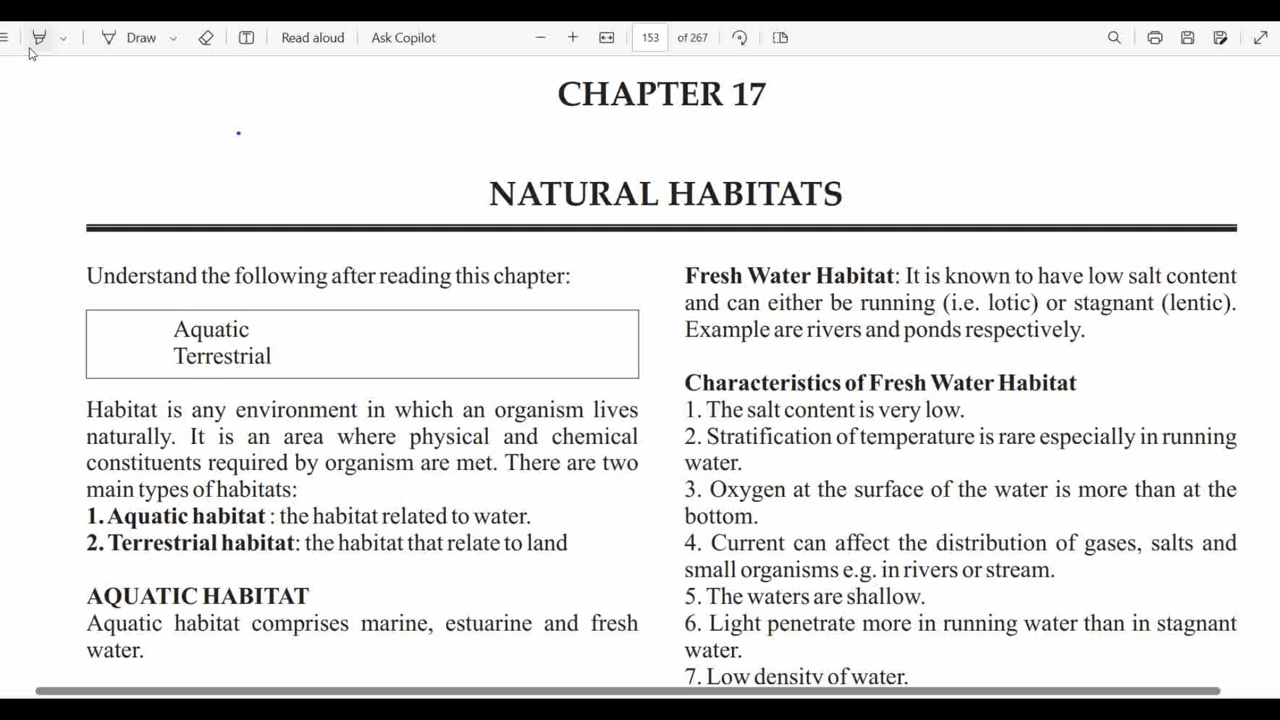 Draw
Read aloud
Ask Copilot
153
of 267
CHAPTER 17
NATURAL HABITATS
Understand the following after reading this chapter:
Aquatic
Terrestrial
Habitat is any environment in which an organism lives
naturally. It is an area where physical and chemical
constituents required by organism are met. There are two
main types of habitats:
1. Aquatic habitat : the habitat related to water.
2. Terrestrial habitat: the habitat that relate to land
AQUATIC HABITAT
Aquatic habitat comprises marine, estuarine and fresh
water.
Fresh Water Habitat: It is known to have low salt content
and can either be running (i.e. lotic) or stagnant (lentic).
Example are rivers and ponds respectively.
Characteristics of Fresh Water Habitat
1. The salt content is very low.
2. Stratification of temperature is rare especially in running
water.
3. Oxygen at the surface of the water is more than at the
bottom.
4. Current can affect the distribution of gases, salts and
small organisms e.g. in rivers or stream.
5. The waters are shallow.
6. Light penetrate more in running water than in stagnant
water.
7. Low density of water.